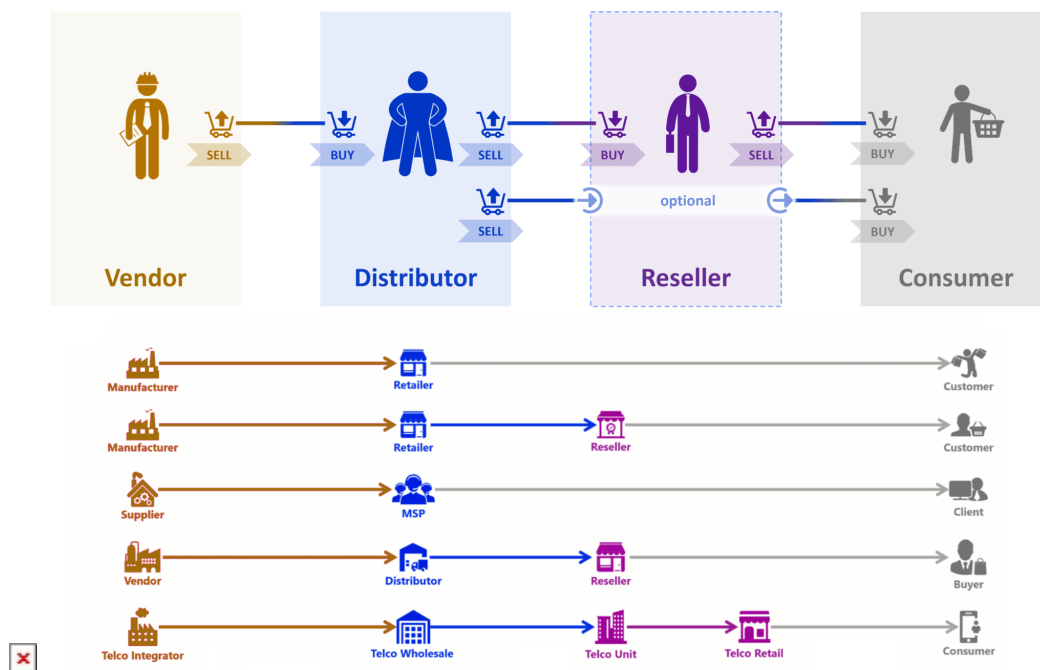 SELL
BUY
SELL
BUY
SELL
BUY
optional
SELL
BUY
Vendor
Distributor
Reseller
Consumer
Manufacturer
Retailer
Customer
Manufacturer
Retailer
Reseller
Customer
Supplier
MSP
Client
Vendor
Distributor
Reseller
Buyer
Telco Integrator
Telco Wholesale
Telco Unit
Telco Retail
Consumer